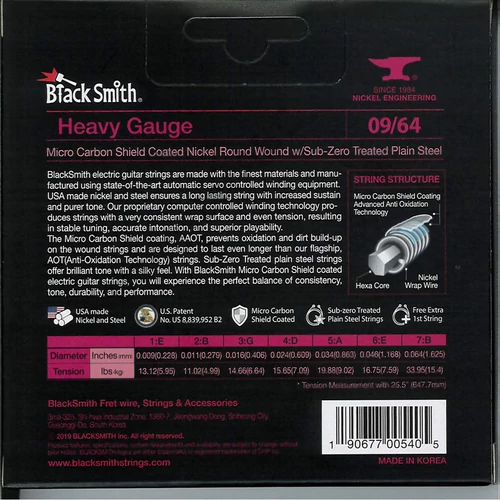 Black Smith®
SINCE 1984
NICKEL ENGINEERING
Heavy Gauge
09/64
Micro Carbon Shield Coated Nickel Round Wound w/Sub-Zero Treated Plain Steel
BlackSmith electric guitar strings are made with the finest materials and manu-
factured using state-of-the-art automatic servo controlled winding equipment.
USA made nickel and steel ensures a long lasting string with increased sustain
and purer tone. Our proprietary computer controlled winding technology pro-
duces strings with a very consistent wrap surface and even tension, resulting
in stable tuning, accurate intonation, and superior playability.
The Micro Carbon Shield coating, AAOT, prevents oxidation and dirt build-up
on the wound strings and are designed to last even longer than our flagship,
AOT(Anti-Oxidation Technology) strings. Sub-Zero Treated plain steel strings
offer brilliant tone with a silky feel. With BlackSmith Micro Carbon Shield coated
electric guitar strings, you will experience the perfect balance of consistency,
tone, durability, and performance.
STRING STRUCTURE
Micro Carbon Shield Coating
Advanced Anti Oxidation
Technology
Hexa Core
Nickel
Wrap Wire
USA made
Nickel and Steel
U.S. Patent
No. US 8,839,952 B2
Micro Carbon
Shield Coated
Sub-zero Treated
Plain Steel Strings
Free Extra
1st String
1:E 2:B 3:G 4:D 5:A 6:E 7:B
Diameter Inches mm 0.009(0.228) 0.011(0.279) 0.016(0.406) 0.024(0.609) 0.034(0.863) 0.046(1.168) 0.064(1.625)
Tension lbs-kg 13.12(5.95) 11.02(4.99) 14.66(6.64) 15.65(7.09) 19.88(9.02) 16.75(7.59) 33.95(15.4)
* Tension Measurement with 25.5" (647.7mm)
BlackSmith Fret wire, Strings & Accessories
South Korea
© 2019 BLACKSMITH Inc. All right reserved.
www.blacksmithstrings.com
1 90677 00540 5
MADE IN KOREA